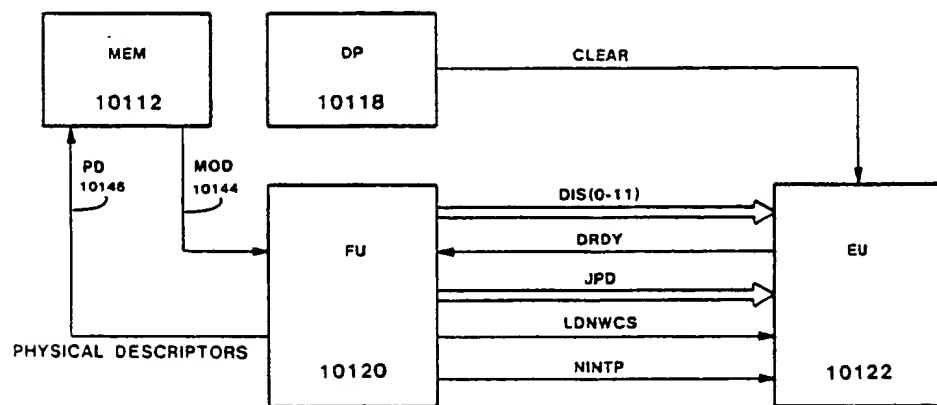 MEM
10112
DP
10118
CLEAR
PD
10146
MOD
10144
FU
10120
DIS(0-11)
DRDY
JPD
LDNWCS
NINTP
EU
10122
PHYSICAL DESCRIPTORS